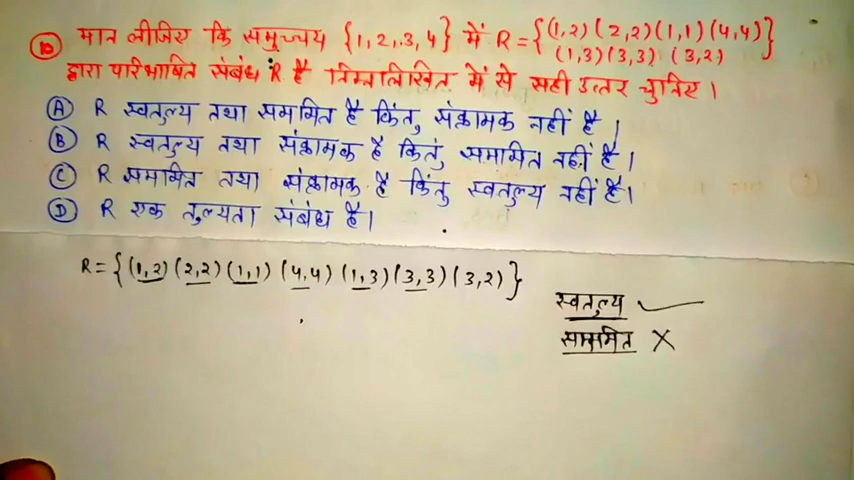 10 मान लीजिए कि समुच्चय {1,2,3,4} में R = {(1,2) (2,2) (1,1) (4,4)
(1,3) (3,3) (3,2)}
द्वारा परिभाषित संबंध R है निम्नलिखित में से सही उत्तर चुनिए।
A R स्वतुल्य तथा सममित है किंतु संक्रामक नहीं है।
B R स्वतुल्य तथा संक्रामक है किंतु सममित नहीं है।
C R सममित तथा संक्रामक है किंतु स्वतुल्य नहीं है।
D R एक तुल्यता संबंध है।
R = {(1,2) (2,2) (1,1) (4,4) (1,3) (3,3) (3,2)}
स्वतुल्य ✓
सममित X